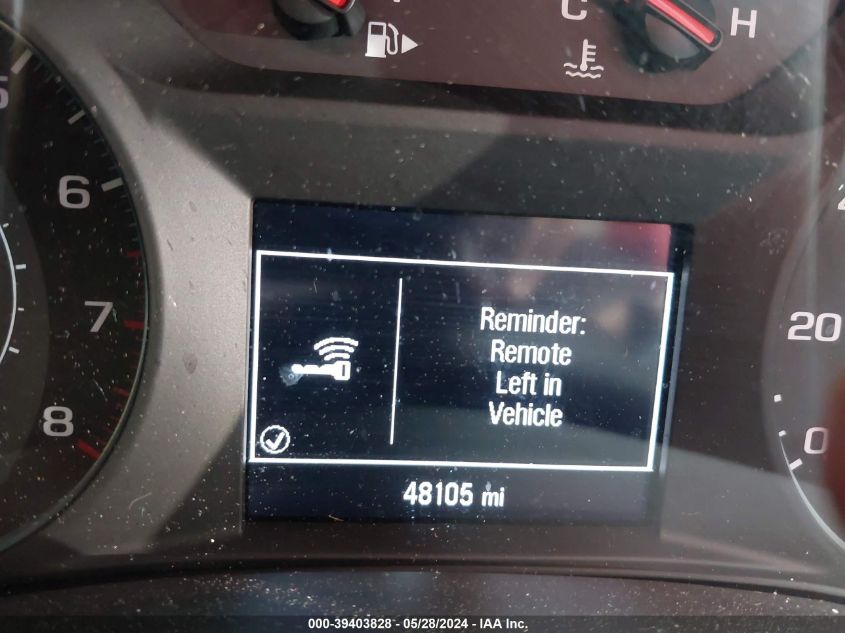 C
H
6
7
8
20
0
Reminder:
Remote
Left in
Vehicle
48105 mi
000-39403828 - 05/28/2024 - IAA Inc.